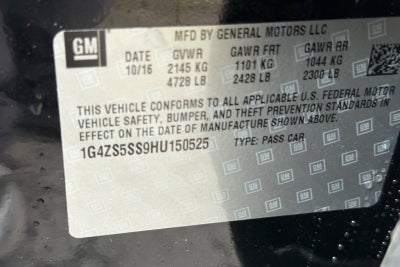 GM
MFD BY GENERAL MOTORS LLC
DATE GVWR GAWR FRT GAWR RR
10/16 2145 KG 1101 KG 1044 KG
4728 LB 2428 LB 2300 LB
THIS VEHICLE CONFORMS TO ALL APPLICABLE U.S. FEDERAL MOTOR
VEHICLE SAFETY, BUMPER, AND THEFT PREVENTION STANDARDS IN
EFFECT ON THE DATE OF MANUFACTURE SHOWN ABOVE.
1G4ZS5SS9HU150525 TYPE: PASS CAR